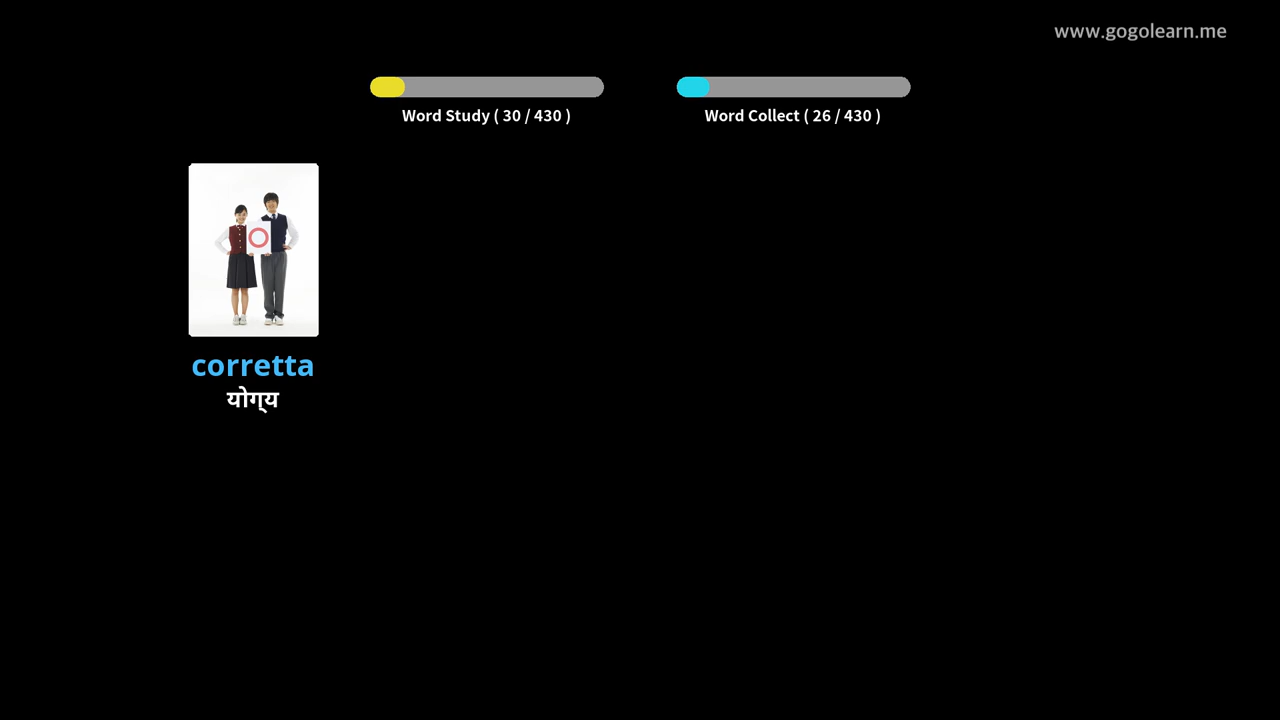 www.gogolearn.me
Word Study ( 30 / 430 )
Word Collect ( 26 / 430 )
corretta
योग्य